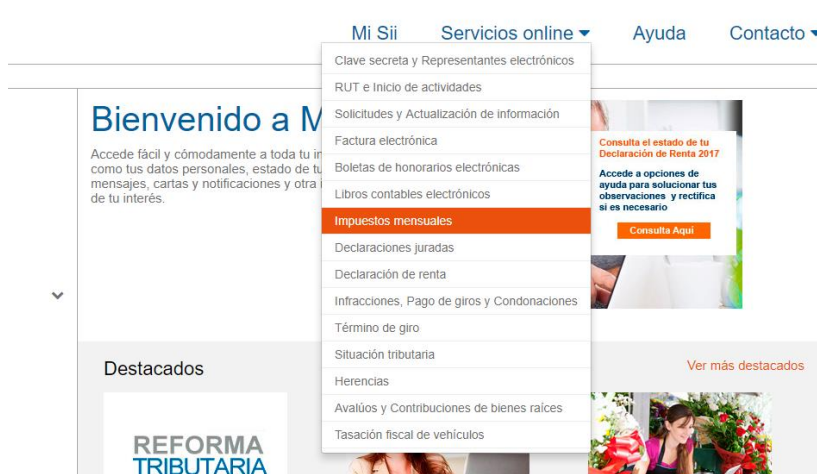 Mi Sii Servicios online Ayuda Contacto
Clave secreta y Representantes electrónicos
RUT e Inicio de actividades
Solicitudes y Actualización de información
Factura electrónica
Boletas de honorarios electrónicos
Libros contables electrónicos
Impuestos mensuales
Declaraciones juradas
Declaración de renta
Infracciones, Pago de giros y Condonaciones
Término de giro
Situación tributaria
Herencias
Avalúos y Contribuciones de bienes raíces
Tasación fiscal de vehículos
Bienvenido a M
Accede fácil y cómodamente a toda tu in
como tus datos personales, estado de tu
mensajes, cartas y notificaciones y otra
de tu interés.
Consulta el estado de tu
Declaración de Renta 2017
Accede a opciones de
ayuda para solucionar tus
observaciones y rectifica
si es necesario
Consulta Aquí
Destacados
Ver más destacados
REFORMA
TRIBUTARIA